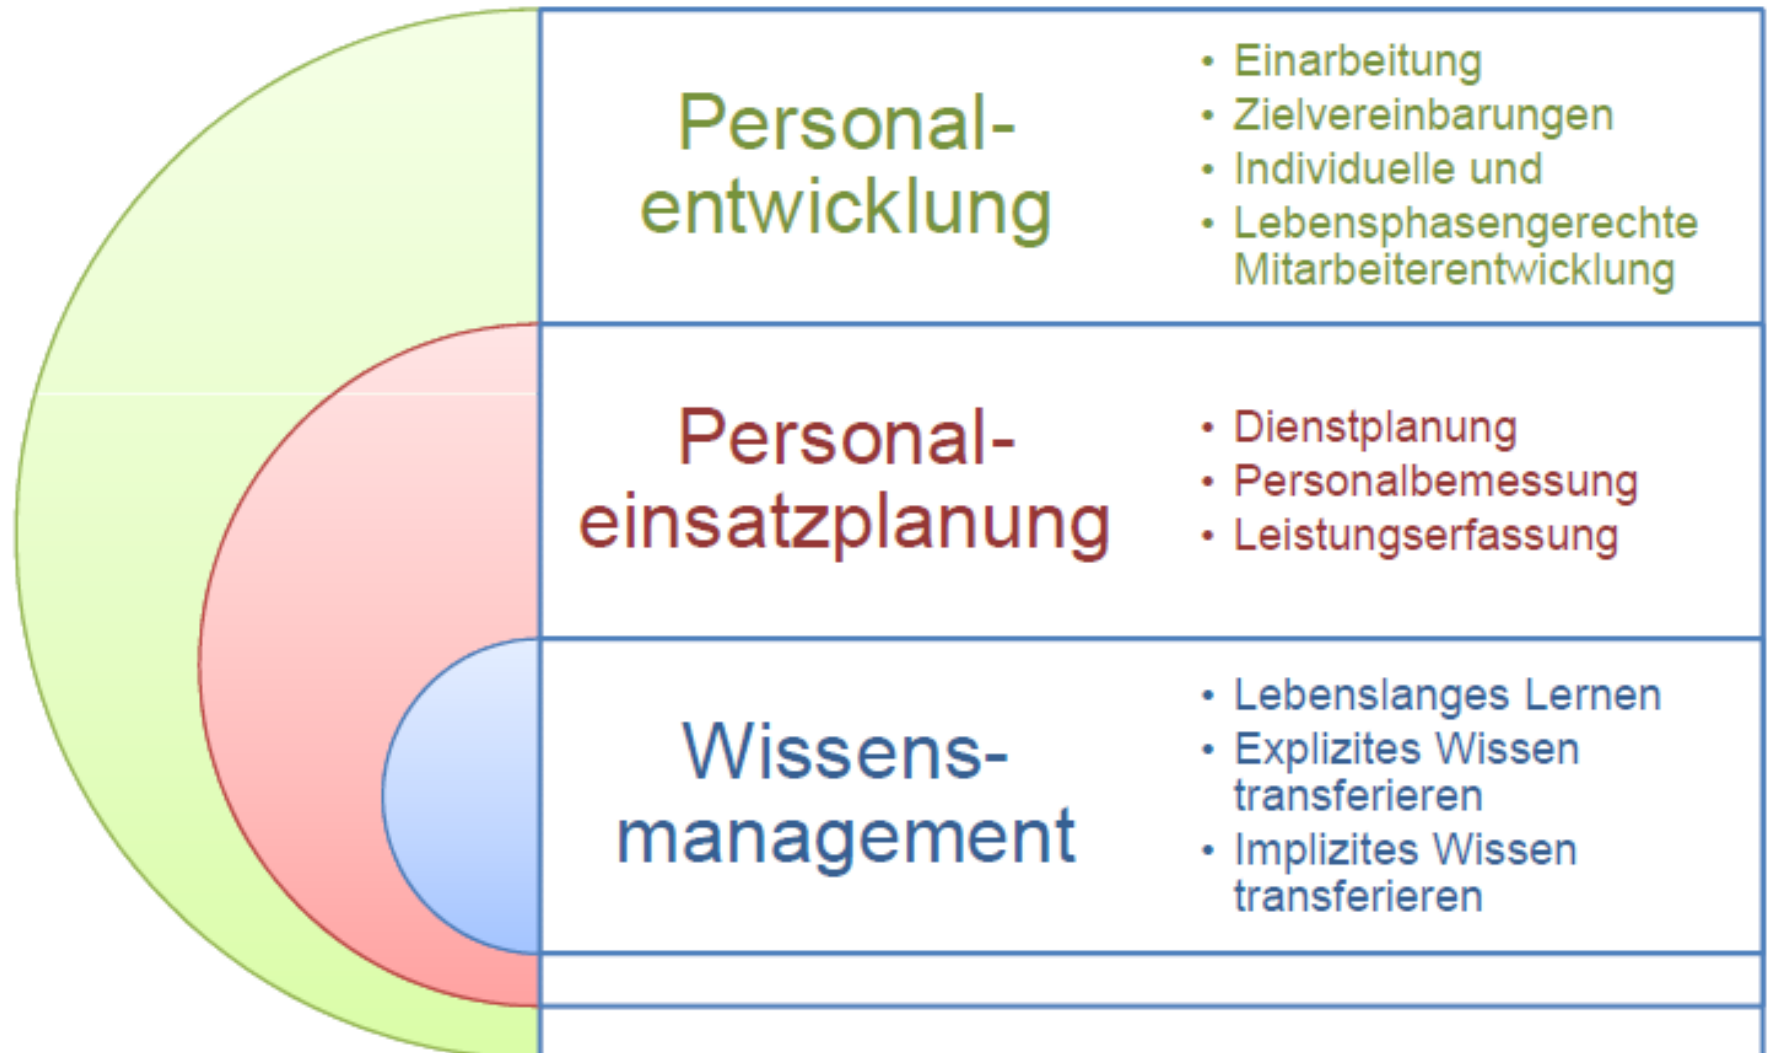 Personal-
entwicklung
• Einarbeitung
• Zielvereinbarungen
• Individuelle und
• Lebensphasengerechte
Mitarbeiterentwicklung
Personal-
einsatzplanung
• Dienstplanung
• Personalbemessung
• Leistungserfassung
Wissens-
management
• Lebenslanges Lernen
• Explizites Wissen
transferieren
• Implizites Wissen
transferieren